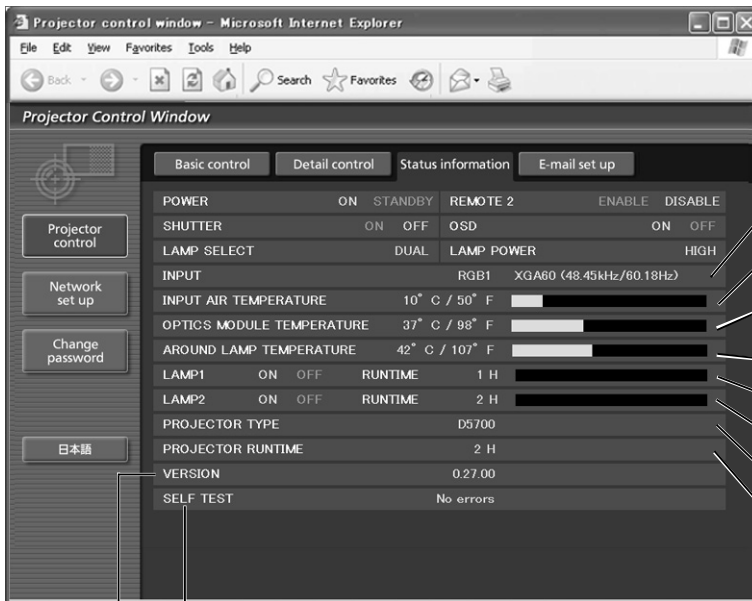 Projector control window - Microsoft Internet Explorer
File Edit View Favorites Tools Help
Back Search Favorites
Projector Control Window
Basic control Detail control Status information E-mail set up
Projector control
Network set up
Change password
日本語
POWER ON STANDBY REMOTE 2 ENABLE DISABLE
SHUTTER ON OFF OSD ON OFF
LAMP SELECT DUAL LAMP POWER HIGH
INPUT RGB1 XGA60 (48.45kHz/60.18Hz)
INPUT AIR TEMPERATURE 10° C / 50° F
OPTICS MODULE TEMPERATURE 37° C / 98° F
AROUND LAMP TEMPERATURE 42° C / 107° F
LAMP1 ON OFF RUNTIME 1 H
LAMP2 ON OFF RUNTIME 2 H
PROJECTOR TYPE D5700
PROJECTOR RUNTIME 2 H
VERSION 0.27.00
SELF TEST No errors